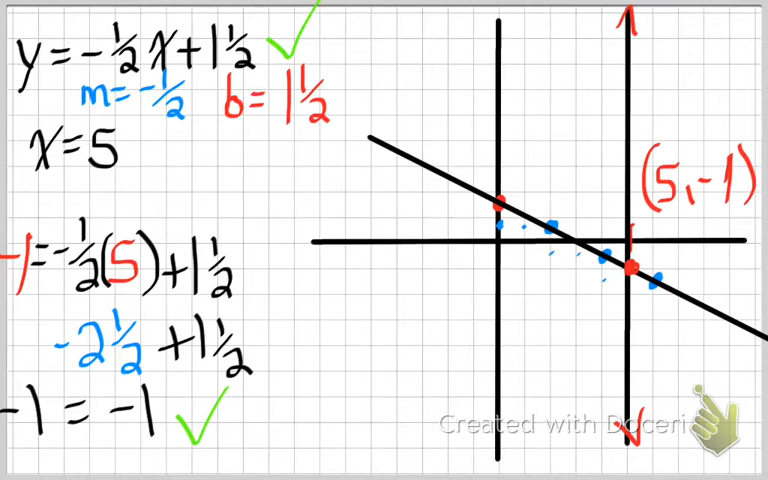 y = -½x + 1½
m = -½ b = 1½
x = 5
(5, -1)
-1 = -½(5) + 1½
-2½ + 1½
-1 = -1
Created with Doceri